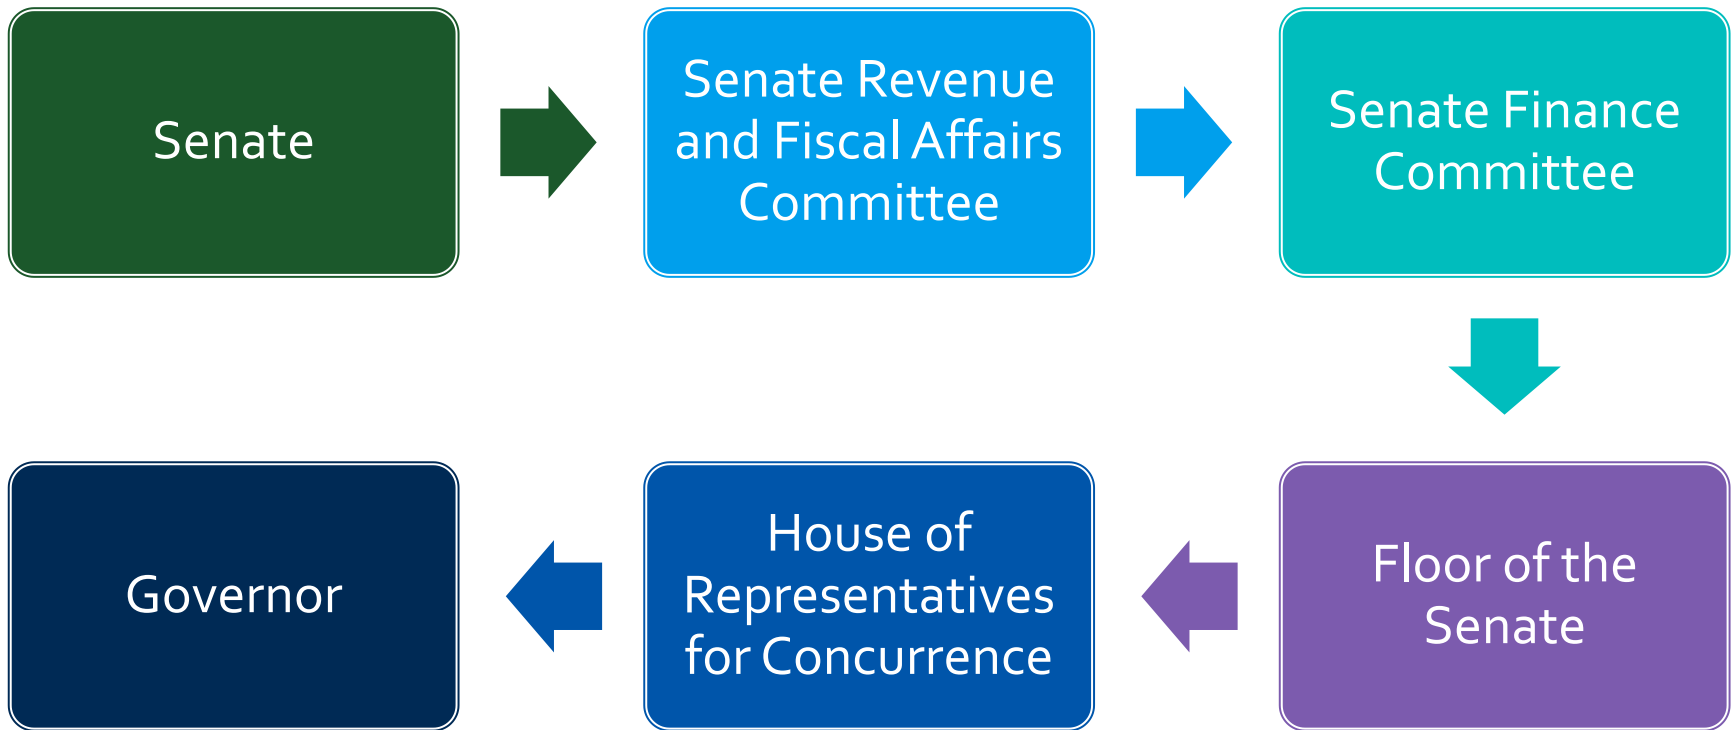 Senate
Senate Revenue
and Fiscal Affairs
Committee
Senate Finance
Committee
Floor of the
Senate
House of
Representatives
for Concurrence
Governor